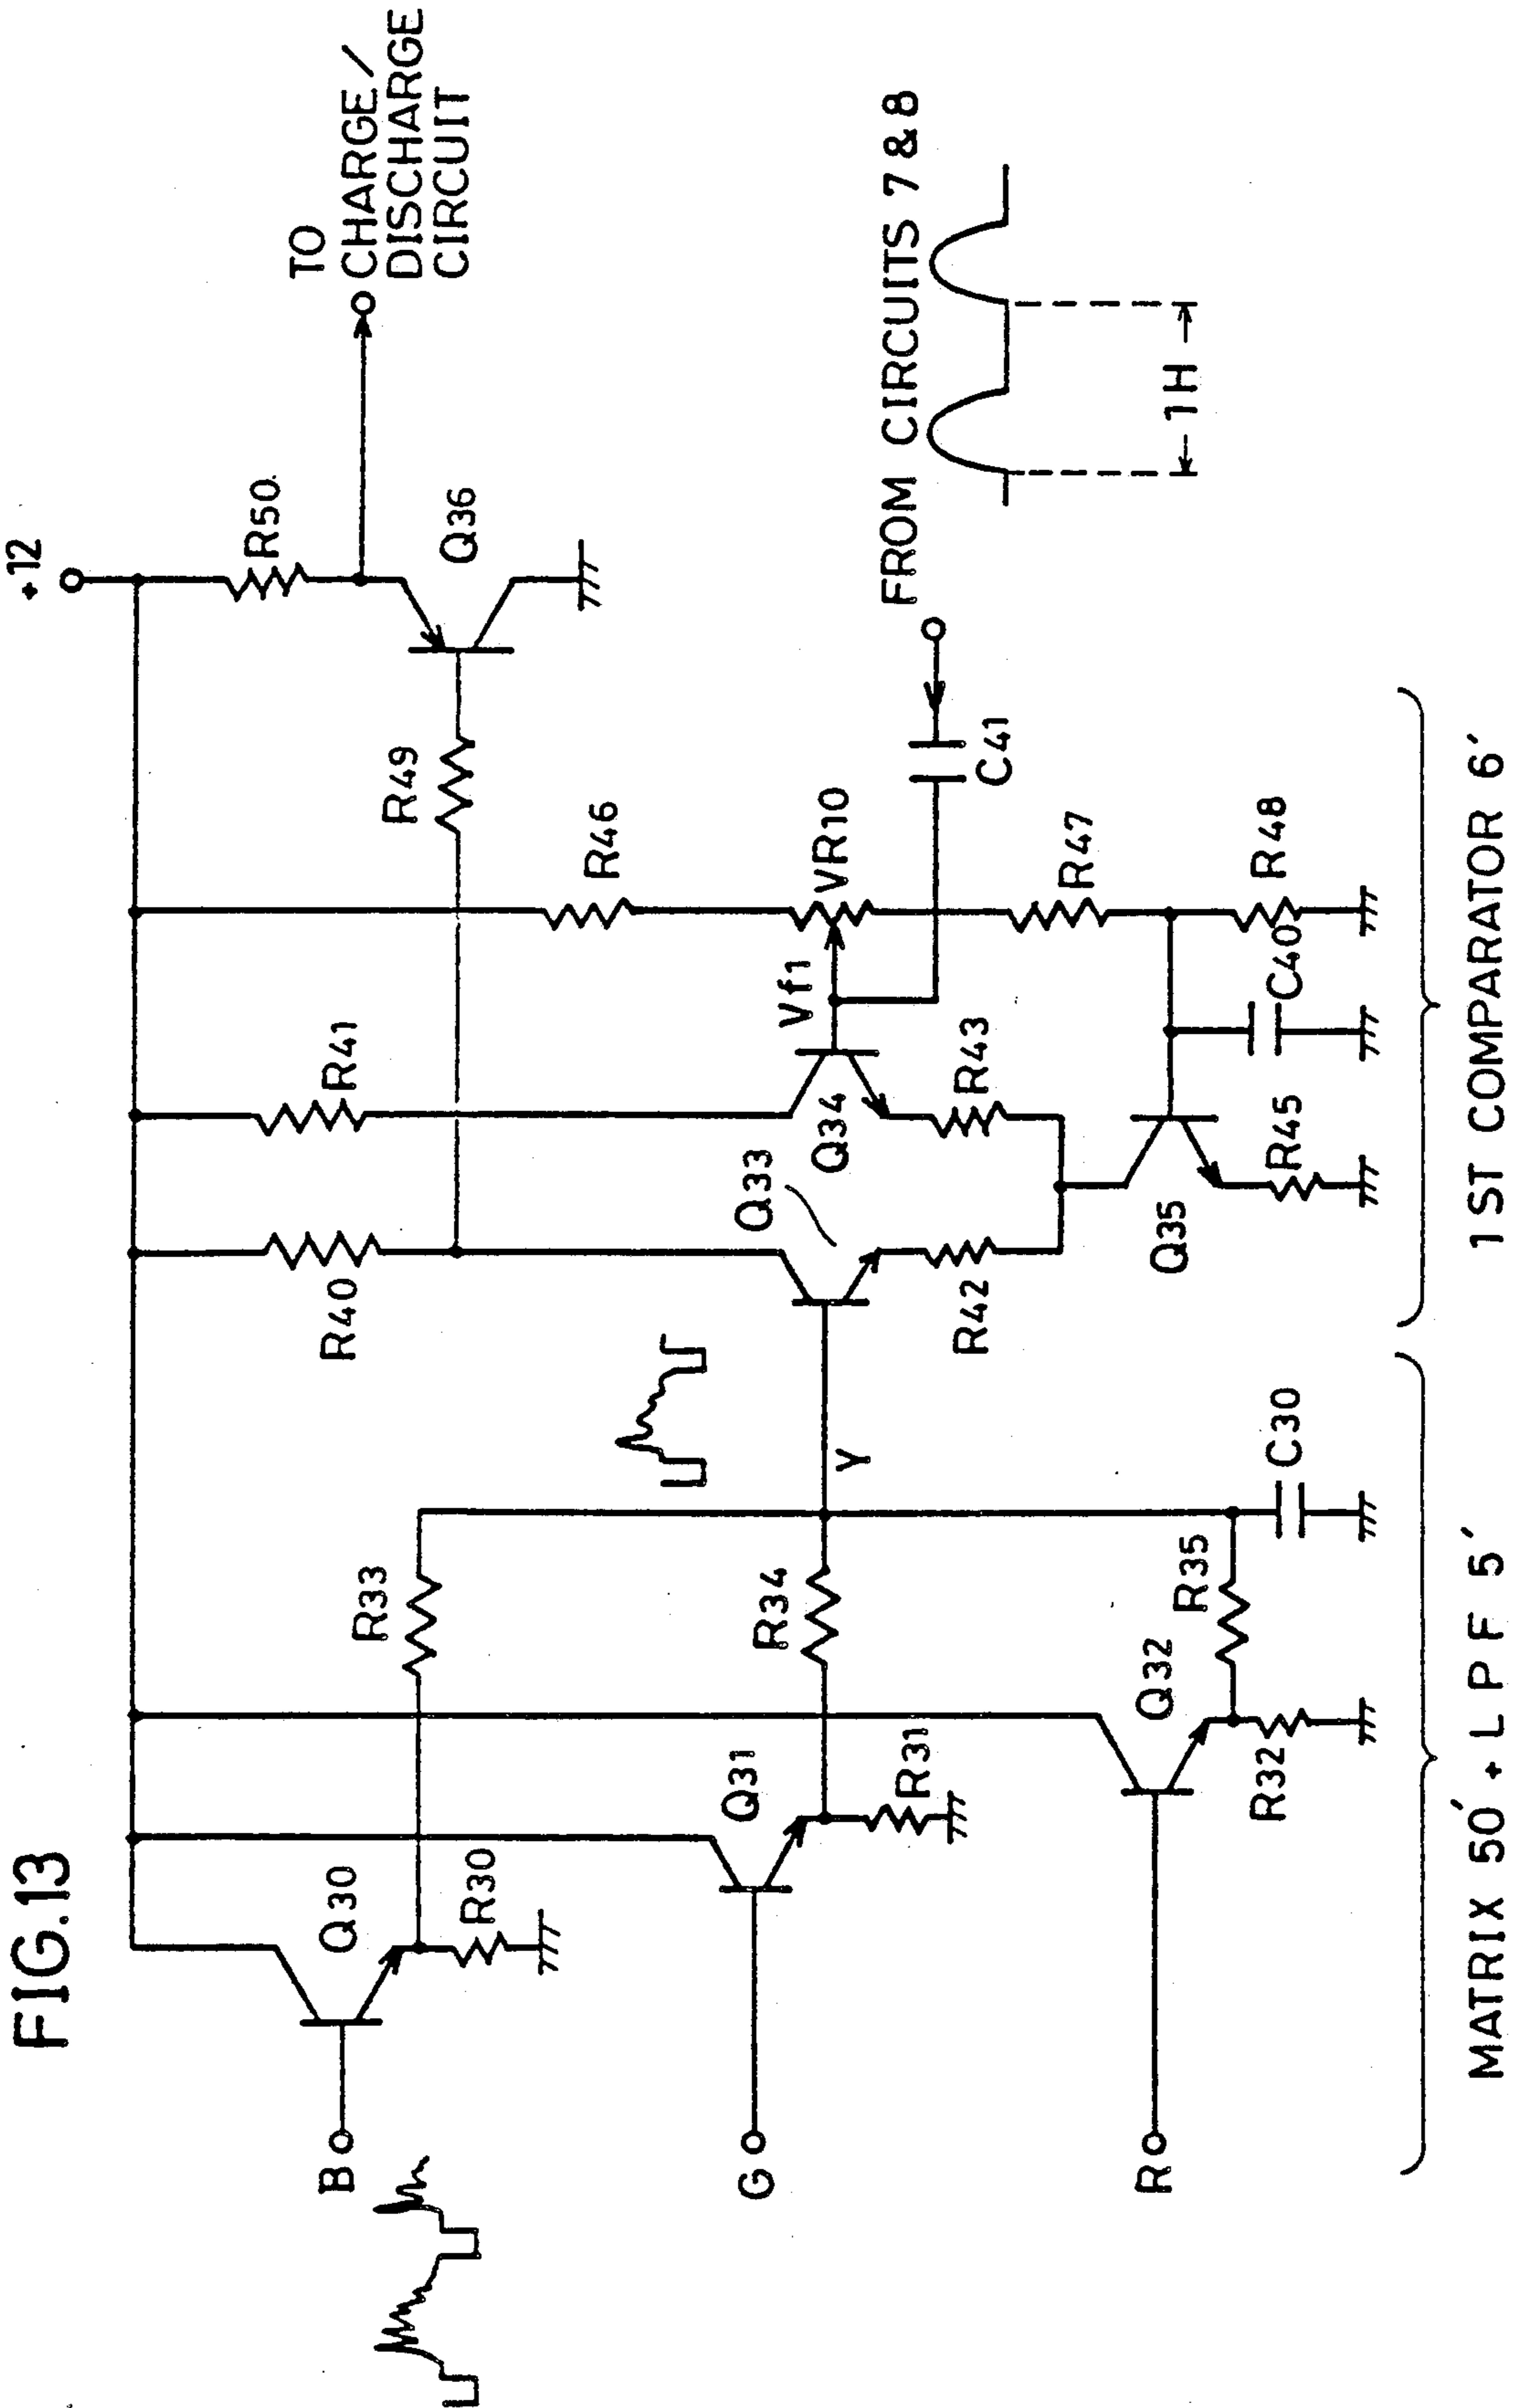 FIG.13
+12
TO
CHARGE/
DISCHARGE
CIRCUIT
R50
Q36
R49
R40
R41
R46
B
Q30
R30
R33
FROM CIRCUITS 7 & 8
1H
Q33
Q34
Vf1
VR10
C41
G
Q31
R31
R34
Y
R42
R43
R47
R
Q32
R32
R35
C30
Q35
R45
C40
R48
MATRIX 50' + LPF 5'
1ST COMPARATOR 6'